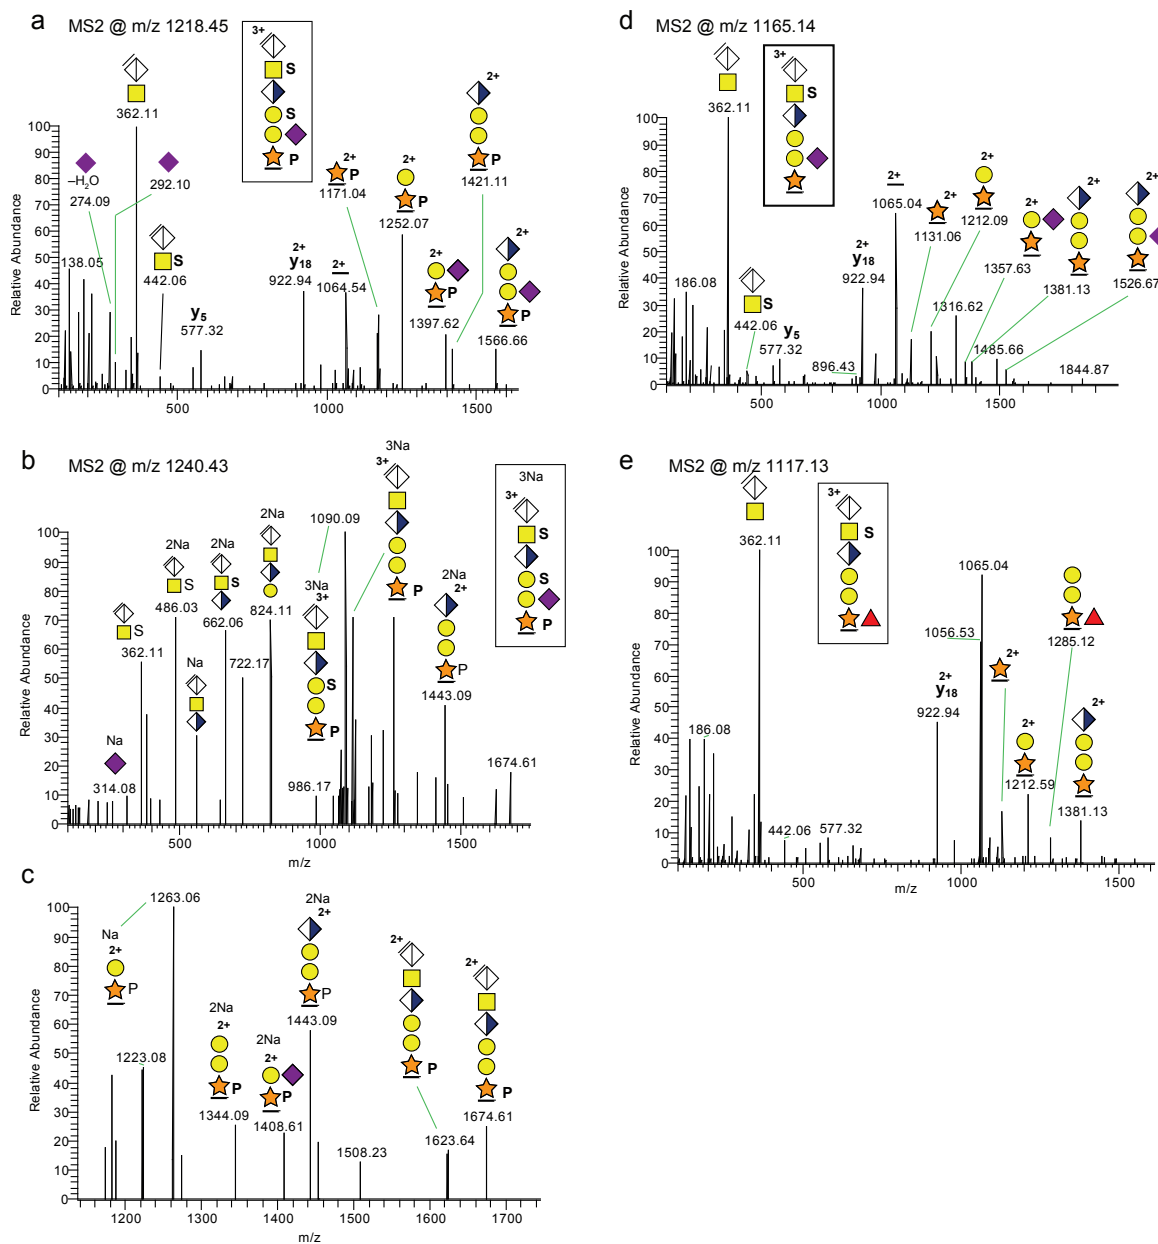 a MS2 @ m/z 1218.45
3+
S
S
P
362.11
–H₂O
274.09
292.10
138.05
S
442.06
y₅
577.32
2+
y₁₈
922.94
2+
1064.54
2+
P
1171.04
2+
P
1252.07
2+
P
1397.62
2+
P
1421.11
2+
P
1566.66
Relative Abundance
100
90
80
70
60
50
40
30
20
10
0
500
1000
1500
b MS2 @ m/z 1240.43
3Na
3+
S
S
P
Na
314.08
S
362.11
2Na
S
486.03
Na
2Na
S
662.06
722.17
2Na
824.11
1090.09
3Na
3+
S
P
986.17
3Na
3+
P
2Na
2+
P
1443.09
1674.61
Relative Abundance
100
90
80
70
60
50
40
30
20
10
0
500
1000
1500
m/z
c
1263.06
Na
2+
P
1223.08
2Na
2+
P
1344.09
2Na
2+
P
1408.61
2Na
2+
P
1443.09
1508.23
2+
P
1623.64
2+
P
1674.61
Relative Abundance
100
90
80
70
60
50
40
30
20
10
0
1200
1300
1400
1500
1600
1700
m/z
d MS2 @ m/z 1165.14
3+
S
362.11
186.08
S
442.06
577.32
y₅
896.43
2+
y₁₈
922.94
2+
1065.04
2+
1131.06
2+
1212.09
1316.62
1357.63
2+
1381.13
1485.66
2+
1526.67
1844.87
Relative Abundance
100
90
80
70
60
50
40
30
20
10
0
500
1000
1500
e MS2 @ m/z 1117.13
3+
S
362.11
186.08
442.06
577.32
2+
y₁₈
922.94
1056.53
1065.04
2+
2+
1212.59
1285.12
2+
1381.13
Relative Abundance
100
90
80
70
60
50
40
30
20
10
0
500
1000
1500
m/z